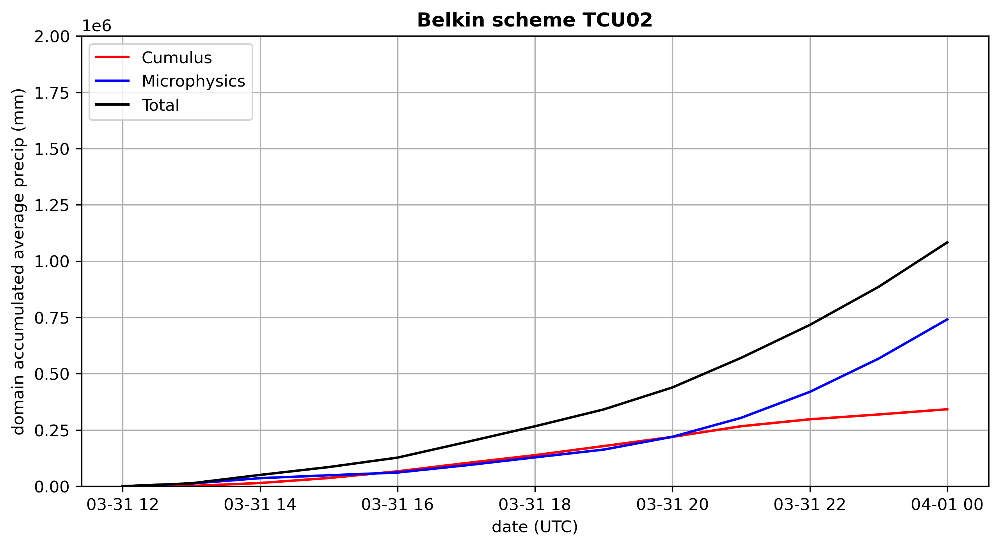 Belkin scheme TCU02
1e6
2.00
1.75
1.50
1.25
1.00
0.75
0.50
0.25
0.00
domain accumulated average precip (mm)
Cumulus
Microphysics
Total
03-31 12
03-31 14
03-31 16
03-31 18
03-31 20
03-31 22
04-01 00
date (UTC)